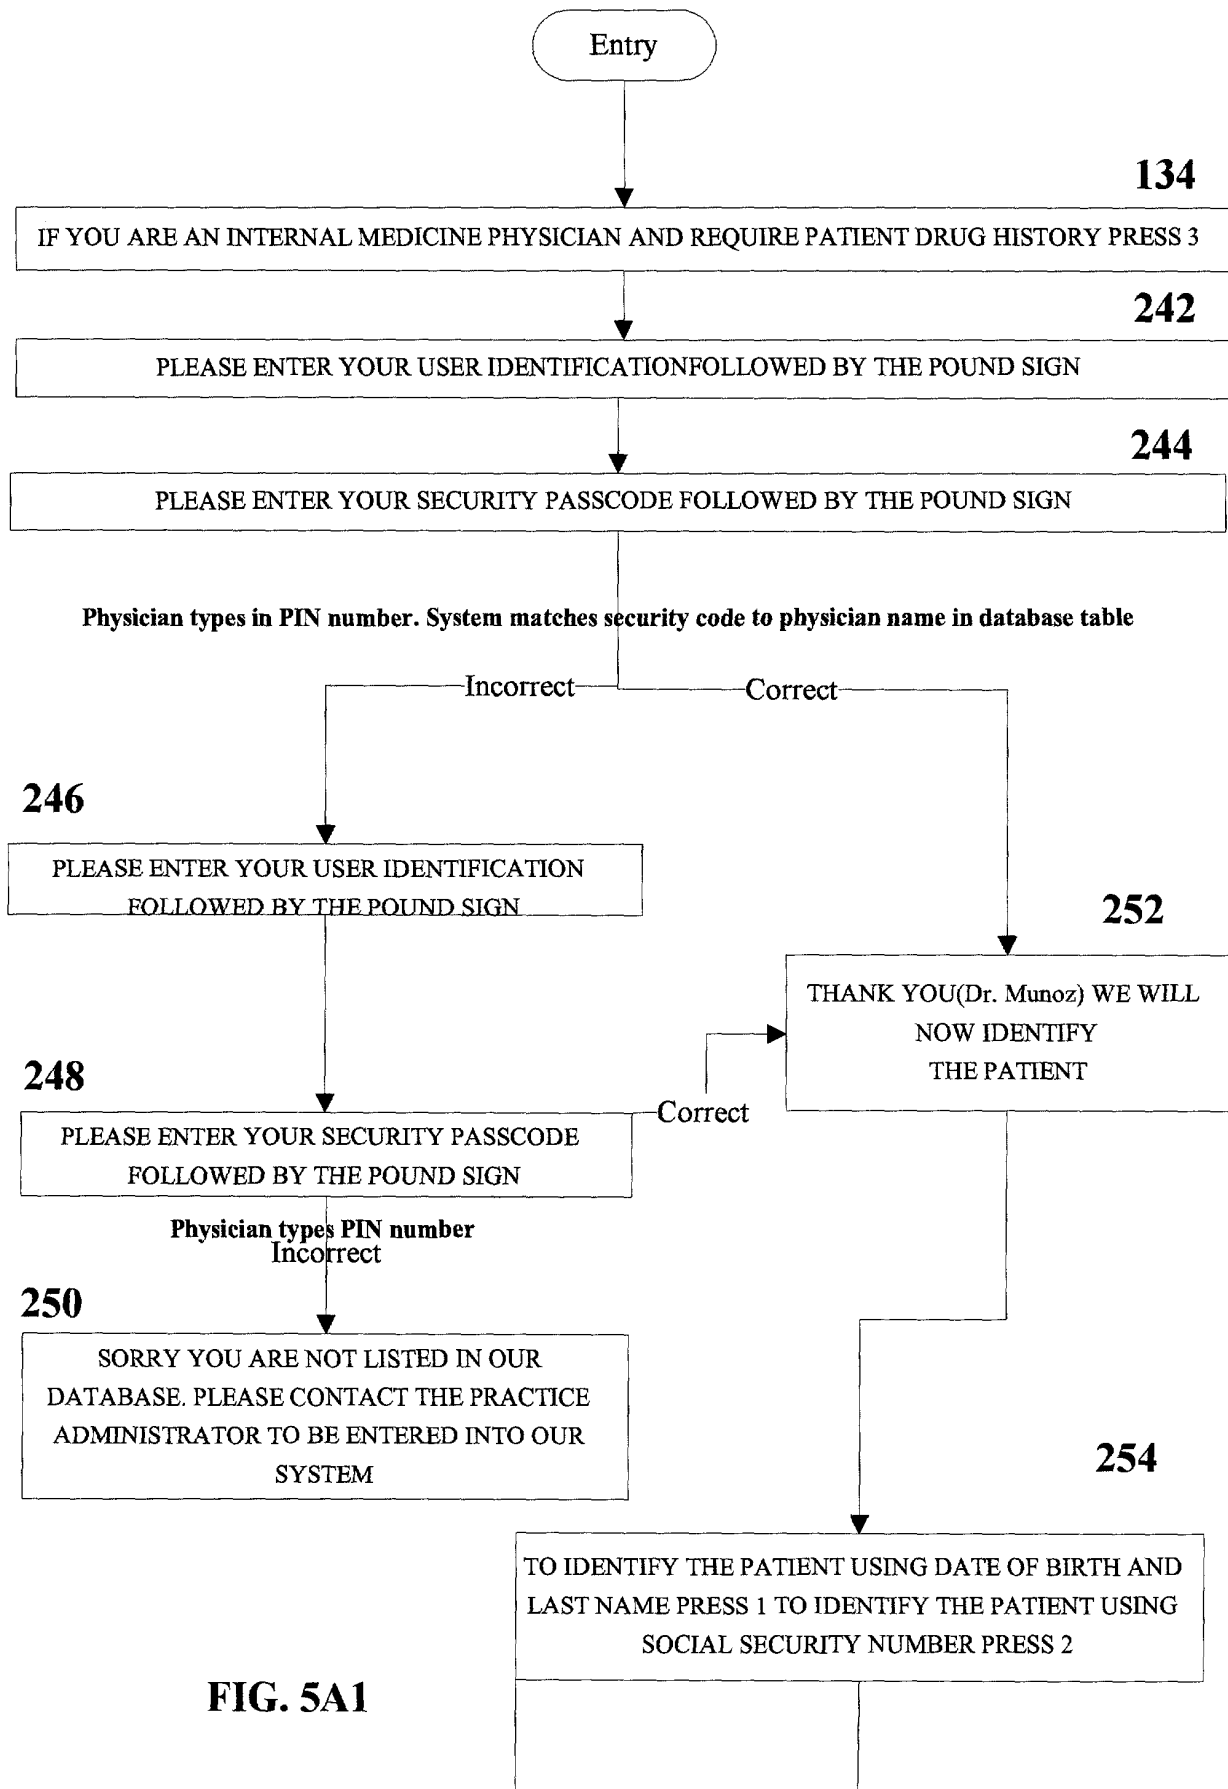 Entry
134
IF YOU ARE AN INTERNAL MEDICINE PHYSICIAN AND REQUIRE PATIENT DRUG HISTORY PRESS 3
242
PLEASE ENTER YOUR USER IDENTIFICATIONFOLLOWED BY THE POUND SIGN
244
PLEASE ENTER YOUR SECURITY PASSCODE FOLLOWED BY THE POUND SIGN
Physician types in PIN number. System matches security code to physician name in database table
Incorrect
Correct
246
PLEASE ENTER YOUR USER IDENTIFICATION
FOLLOWED BY THE POUND SIGN
252
THANK YOU(Dr. Munoz) WE WILL
NOW IDENTIFY
THE PATIENT
248
Correct
PLEASE ENTER YOUR SECURITY PASSCODE
FOLLOWED BY THE POUND SIGN
Physician types PIN number
Incorrect
250
SORRY YOU ARE NOT LISTED IN OUR
DATABASE. PLEASE CONTACT THE PRACTICE
ADMINISTRATOR TO BE ENTERED INTO OUR
SYSTEM
254
TO IDENTIFY THE PATIENT USING DATE OF BIRTH AND
LAST NAME PRESS 1 TO IDENTIFY THE PATIENT USING
SOCIAL SECURITY NUMBER PRESS 2
FIG. 5A1